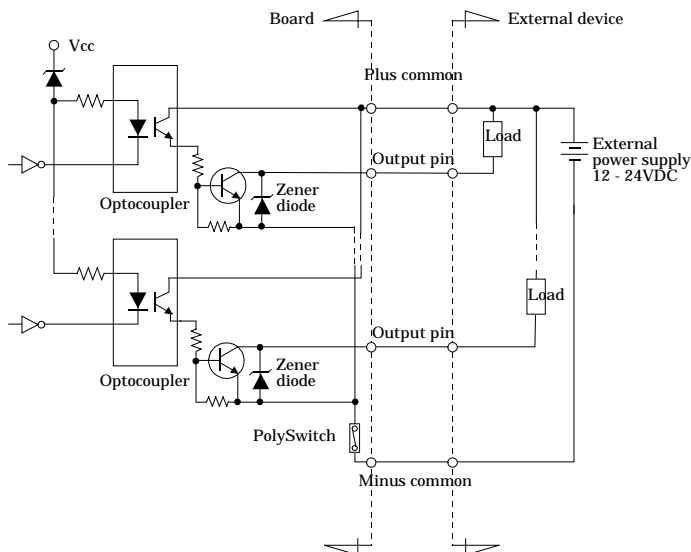 Board
External device
Vcc
Plus common
Load
External
power supply
12 - 24VDC
Output pin
Zener
diode
Optocoupler
Load
Output pin
Zener
diode
Optocoupler
PolySwitch
Minus common